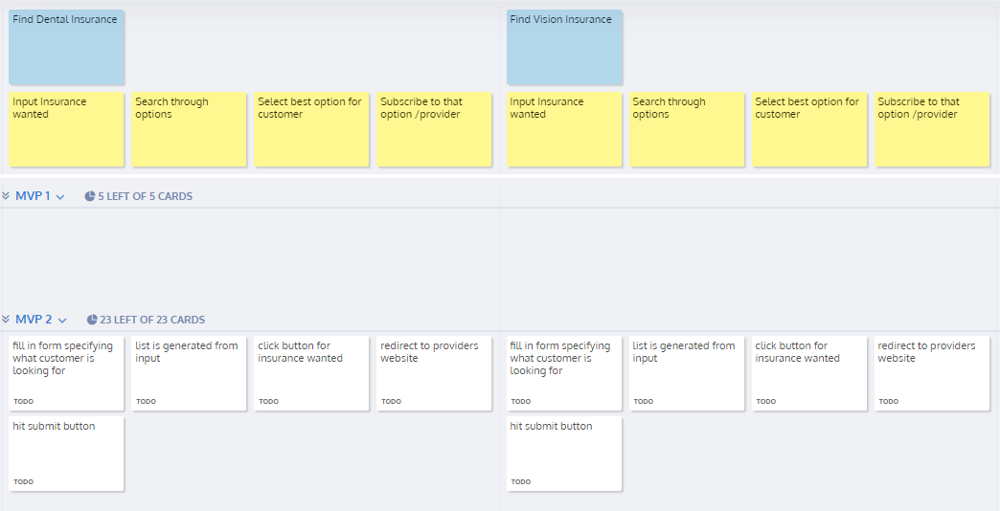 Find Dental Insurance
Find Vision Insurance
Input Insurance
wanted
Search through
options
Select best option for
customer
Subscribe to that
option /provider
Input Insurance
wanted
Search through
options
Select best option for
customer
Subscribe to that
option /provider
MVP 1
5 LEFT OF 5 CARDS
MVP 2
23 LEFT OF 23 CARDS
fill in form specifying
what customer is
looking for
TODO
list is generated from
input
TODO
click button for
insurance wanted
TODO
redirect to providers
website
TODO
fill in form specifying
what customer is
looking for
TODO
list is generated from
input
TODO
click button for
insurance wanted
TODO
redirect to providers
website
TODO
hit submit button
TODO
hit submit button
TODO